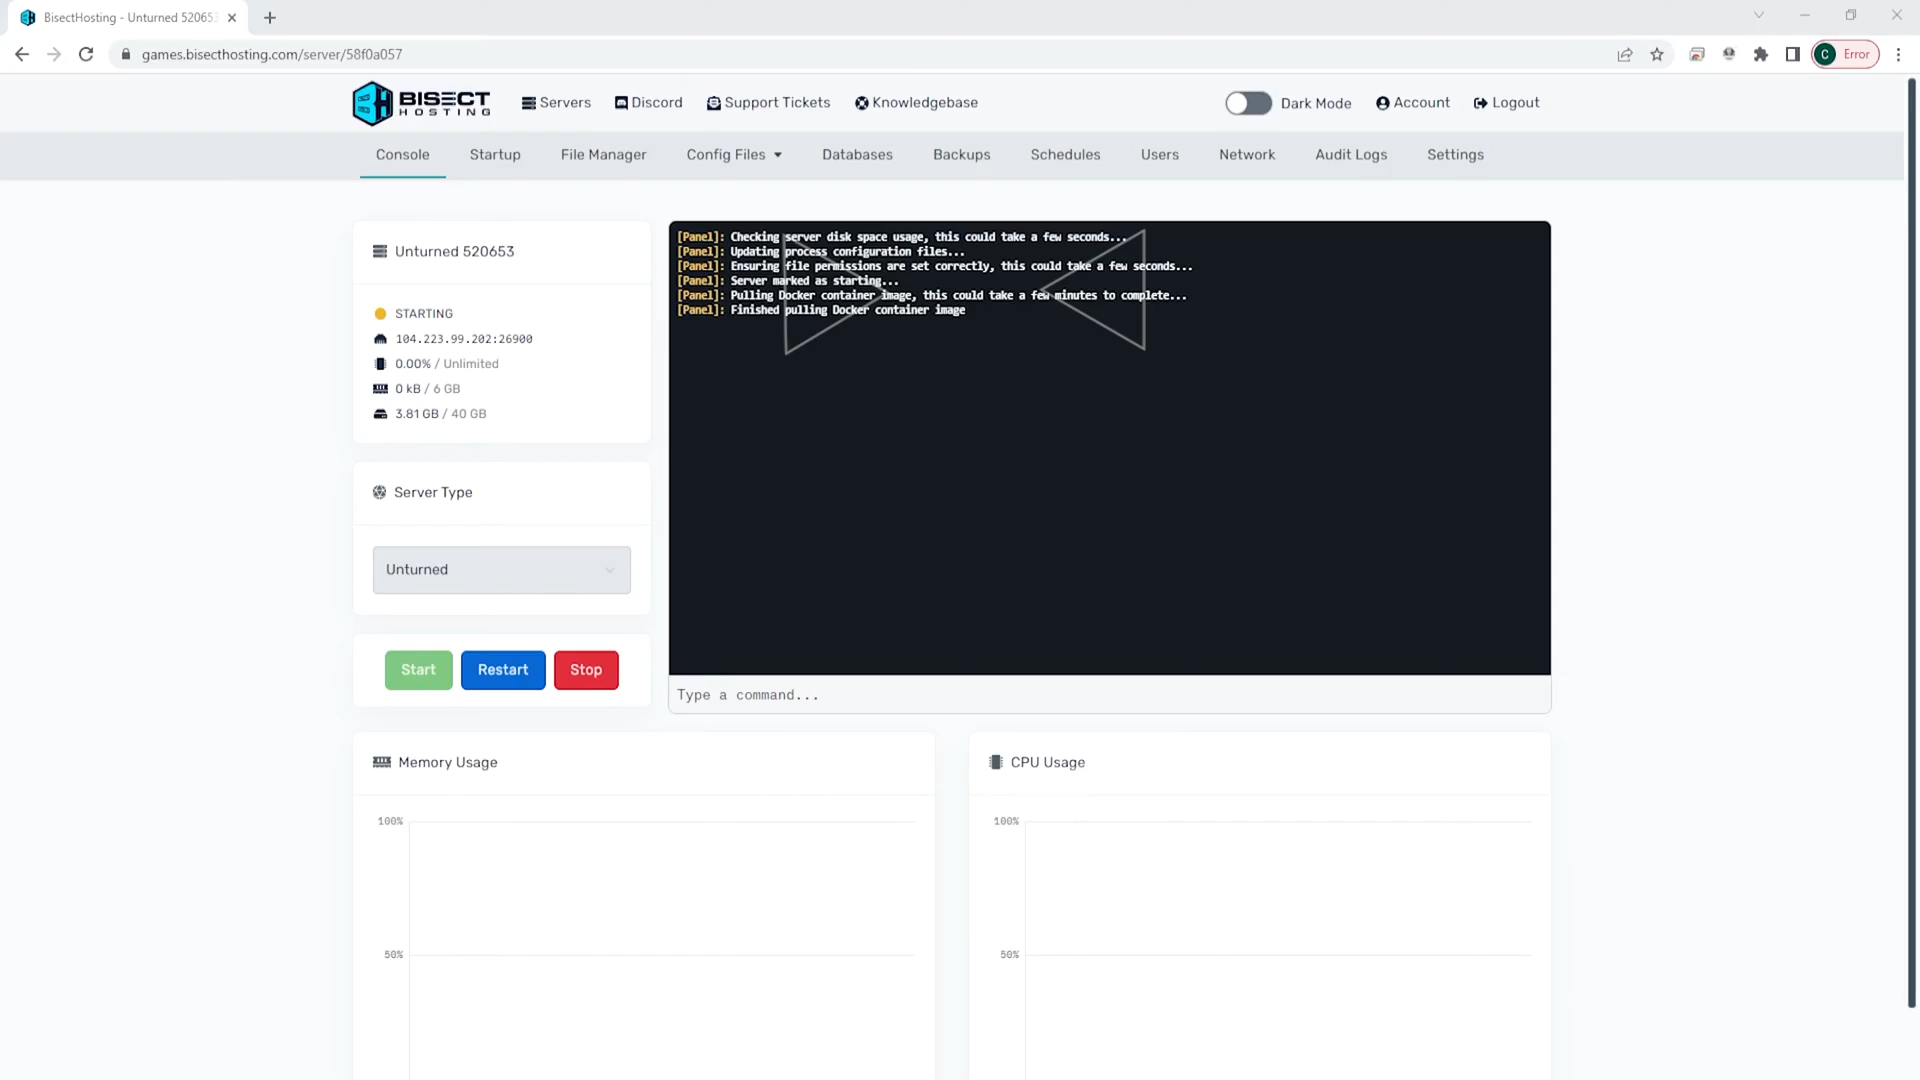 BisectHosting - Unturned 52065
games.bisecthosting.com/server/58f0a057
C Error
BISECT
HOSTING
Servers Discord Support Tickets Knowledgebase Dark Mode Account Logout
Console Startup File Manager Config Files Databases Backups Schedules Users Network Audit Logs Settings
Unturned 520653
STARTING
104.223.99.202:26900
0.00% / Unlimited
0 kB / 6 GB
3.81 GB / 40 GB
Server Type
Unturned
Start Restart Stop
[Panel]: Checking server disk space usage, this could take a few seconds...
[Panel]: Updating process configuration files...
[Panel]: Ensuring file permissions are set correctly, this could take a few seconds...
[Panel]: Server marked as starting...
[Panel]: Pulling Docker container image, this could take a few minutes to complete...
[Panel]: Finished pulling Docker container image
Type a command...
Memory Usage
100%
50%
CPU Usage
100%
50%